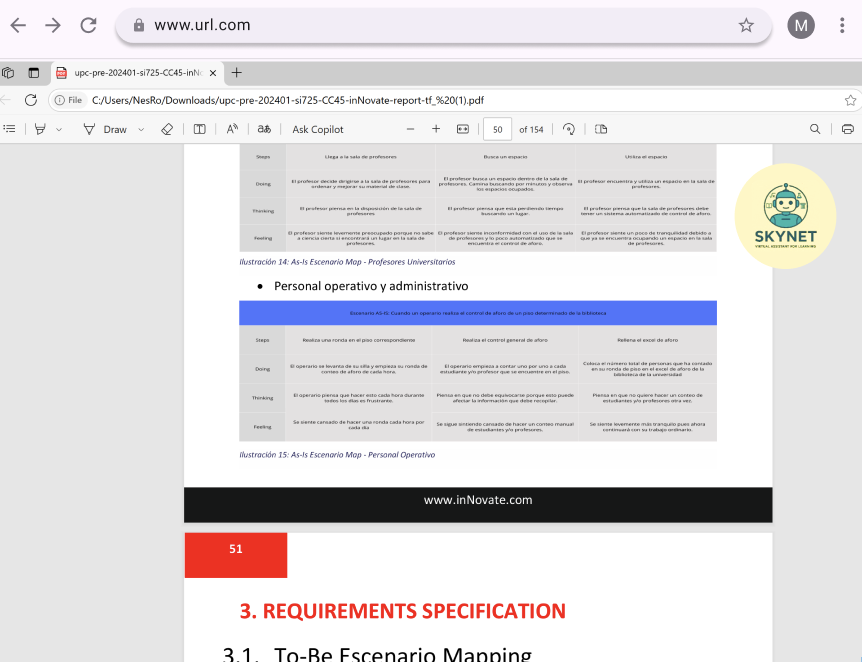 www.url.com
M
upc-pre-202401-si725-CC45-inN
File
C:/Users/NesRo/Downloads/upc-pre-202401-si725-CC45-inNovate-report-tf_%20(1).pdf
Draw
Ask Copilot
50
of 154
Steps
Llega a la sala de profesores
Busca un espacio
Utiliza el espacio
Doing
El profesor decide dirigirse a la sala de profesores para
ordenar y mejorar su material de clase.
El profesor busca un espacio dentro de la sala de
profesores. Camina buscando por minutos y observa
los espacios ocupados.
El profesor encuentra y utiliza un espacio en la sala de
profesores.
Thinking
El profesor piensa en la disposición de la sala de
profesores
El profesor piensa que esta perdiendo tiempo
buscando un lugar.
El profesor piensa que la sala de profesores debe
tener un sistema automatizado de control de aforo.
Feeling
El profesor siente levemente preocupado porque no sabe
a ciencia cierta si encontrará un lugar en la sala de
profesores.
El profesor siente inconformidad con el uso de la sala
de profesores y lo poco automatizado que se
encuentra el control de aforo.
El profesor siente un poco de tranquilidad debido a
que ya se encuentra ocupando un espacio en la sala
de profesores.
SKYNET
VIRTUAL ASSISTANT FOR LEARNING
Ilustración 14: As-Is Escenario Map - Profesores Universitarios
• Personal operativo y administrativo
Escenario AS-IS: Cuando un operario realiza el control de aforo de un piso determinado de la biblioteca
Steps
Realiza una ronda en el piso correspondiente
Realiza el control general de aforo
Rellena el excel de aforo
Doing
El operario se levanta de su silla y empieza su ronda de
conteo de aforo de cada hora.
El operario empieza a contar uno por uno a cada
estudiante y/o profesor que se encuentre en el piso.
Coloca el número total de personas que ha contado
en su ronda de piso en el excel de aforo de la
biblioteca de la universidad
Thinking
El operario piensa que hacer esto cada hora durante
todos los días es frustrante.
Piensa en que no debe equivocarse porque esto puede
afectar la información que debe recopilar.
Piensa en que no quiere hacer un conteo de
estudiantes y/o profesores otra vez.
Feeling
Se siente cansado de hacer una ronda cada hora por
cada día
Se sigue sintiendo cansado de hacer un conteo manual
de estudiantes y/o profesores.
Se siente levemente más tranquilo pues ahora
continuará con su trabajo ordinario.
Ilustración 15: As-Is Escenario Map - Personal Operativo
www.inNovate.com
51
3. REQUIREMENTS SPECIFICATION
3.1. To-Be Escenario Mapping